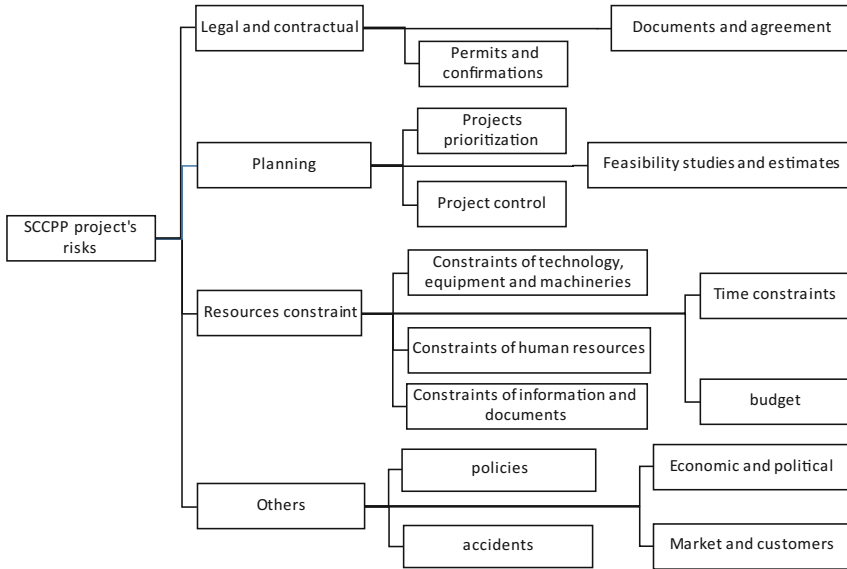 SCCPP project's
risks
Legal and contractual
Permits and
confirmations
Documents and agreement
Planning
Projects
prioritization
Project control
Feasibility studies and estimates
Resources constraint
Constraints of technology,
equipment and machineries
Constraints of human resources
Constraints of information and
documents
Time constraints
budget
Others
policies
accidents
Economic and political
Market and customers